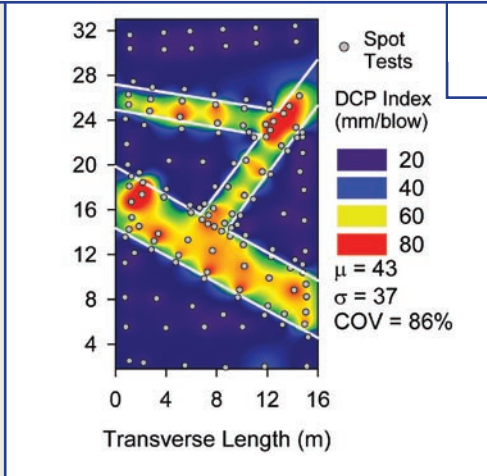 32
28
24
20
16
12
8
4
0 4 8 12 16
Transverse Length (m)
Spot
Tests
DCP Index
(mm/blow)
20
40
60
80
μ = 43
σ = 37
COV = 86%